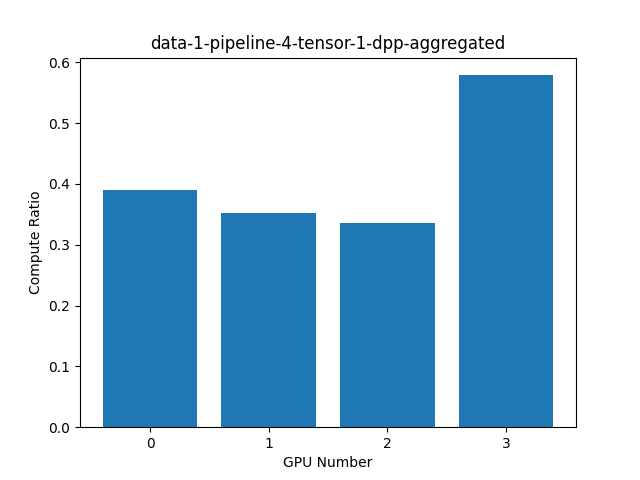 data-1-pipeline-4-tensor-1-dpp-aggregated
0.6
0.5
0.4
0.3
0.2
0.1
0.0
Compute Ratio
0 1 2 3
GPU Number